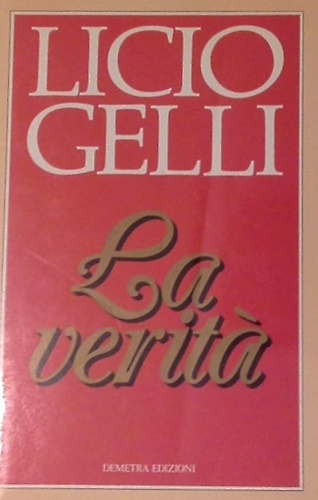 LICIO
GELLI
La
verità
DEMETRA EDIZIONI